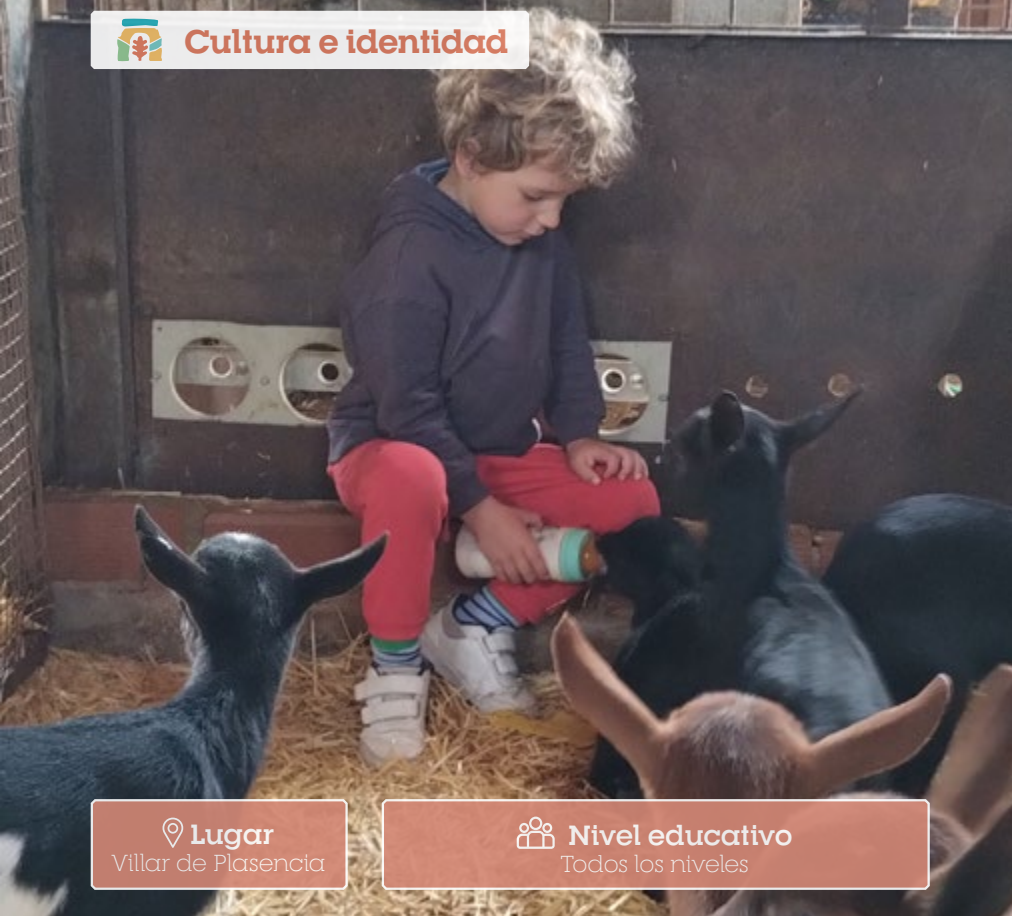 Cultura e identidad
Lugar
Villar de Plasencia
Nivel educativo
Todos los niveles